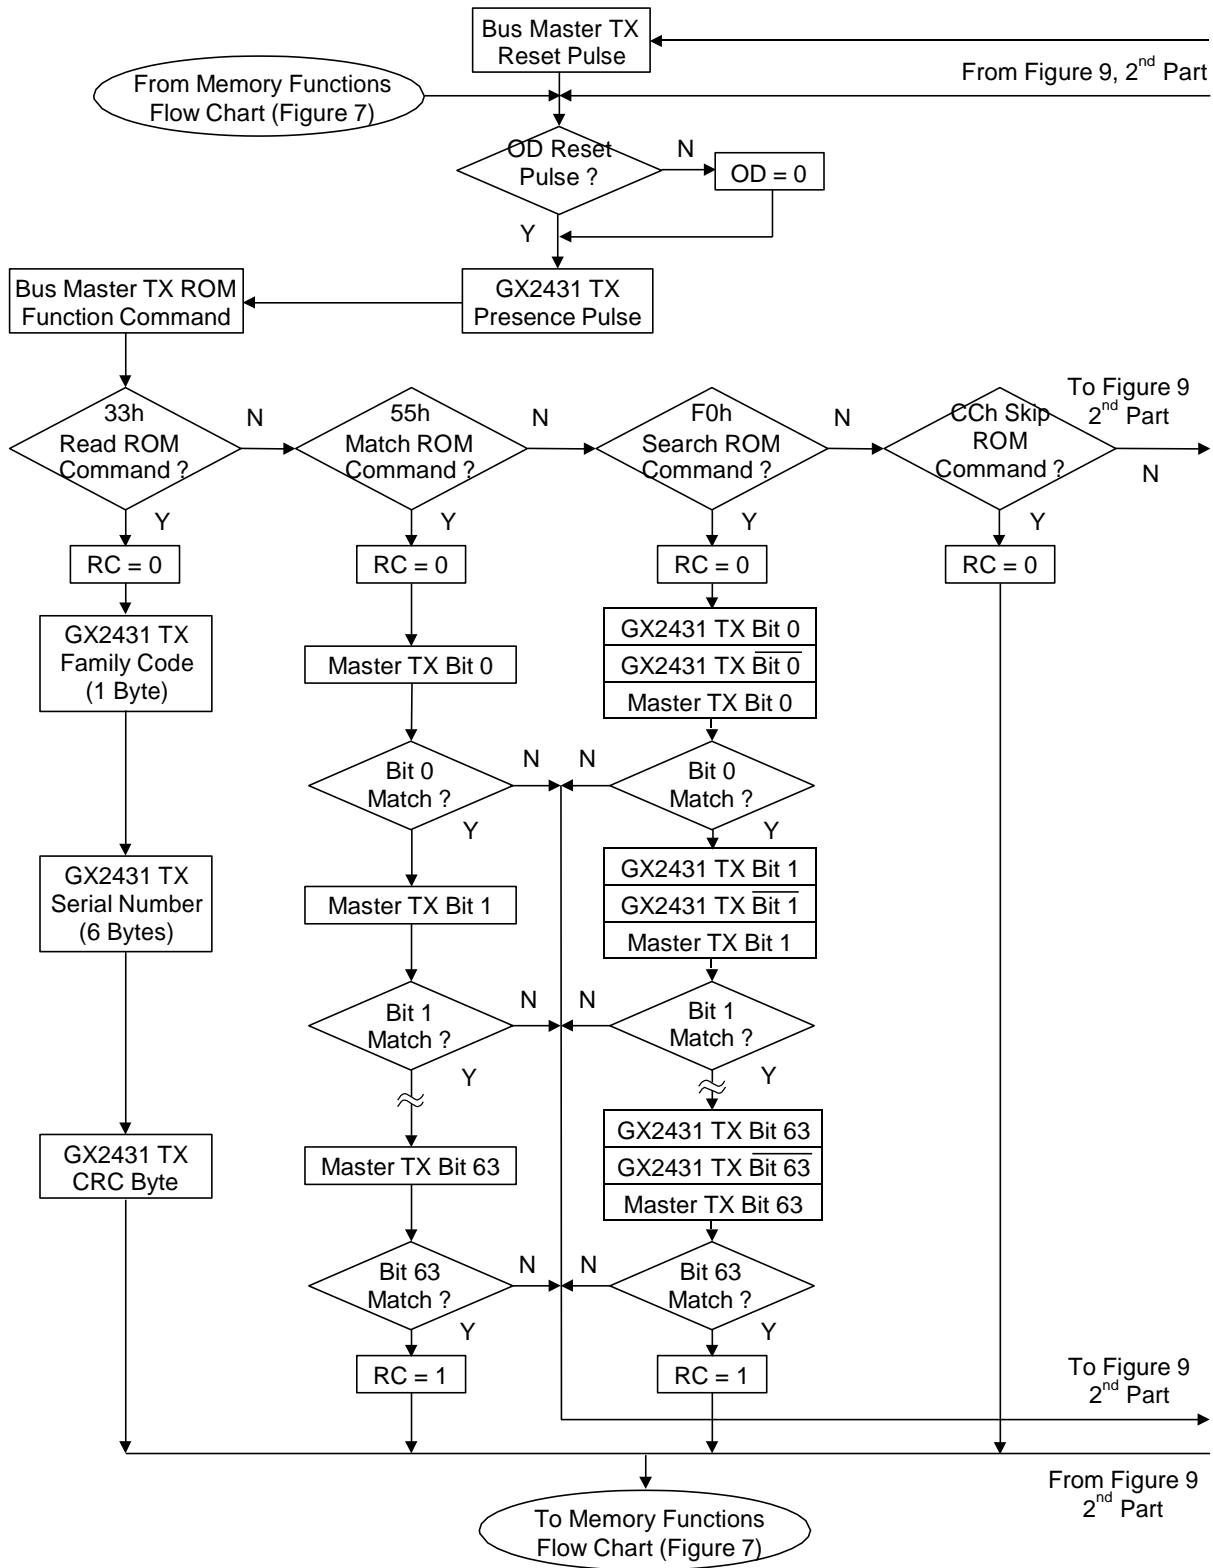 Bus Master TX
Reset Pulse
From Figure 9, 2nd Part
From Memory Functions
Flow Chart (Figure 7)
OD Reset
Pulse ?
N
OD = 0
Y
Bus Master TX ROM
Function Command
GX2431 TX
Presence Pulse
33h
Read ROM
Command ?
N
55h
Match ROM
Command ?
N
F0h
Search ROM
Command ?
N
CCh Skip
ROM
Command ?
To Figure 9
2nd Part
N
Y
Y
Y
Y
RC = 0
RC = 0
RC = 0
RC = 0
GX2431 TX
Family Code
(1 Byte)
Master TX Bit 0
GX2431 TX Bit 0
GX2431 TX B̅i̅t̅ ̅0̅
Master TX Bit 0
Bit 0
Match ?
N
N
Bit 0
Match ?
Y
Y
GX2431 TX
Serial Number
(6 Bytes)
Master TX Bit 1
GX2431 TX Bit 1
GX2431 TX B̅i̅t̅ ̅1̅
Master TX Bit 1
Bit 1
Match ?
N
N
Bit 1
Match ?
Y
Y
GX2431 TX
CRC Byte
Master TX Bit 63
GX2431 TX Bit 63
GX2431 TX B̅i̅t̅ ̅6̅3̅
Master TX Bit 63
Bit 63
Match ?
N
N
Bit 63
Match ?
Y
Y
RC = 1
RC = 1
To Figure 9
2nd Part
From Figure 9
2nd Part
To Memory Functions
Flow Chart (Figure 7)